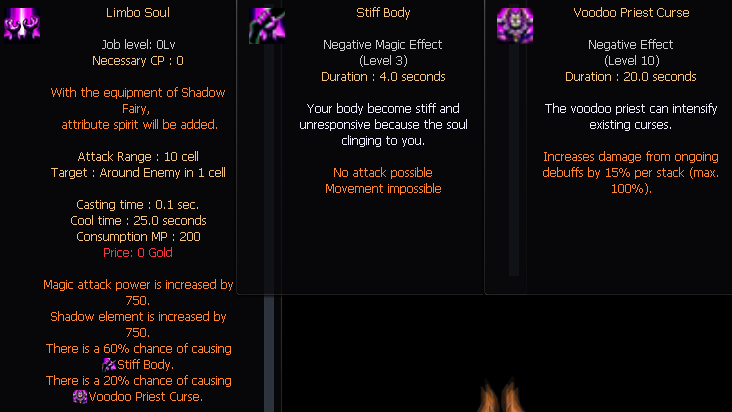 Limbo Soul
Job level: 0Lv
Necessary CP : 0
With the equipment of Shadow
Fairy,
attribute spirit will be added.
Attack Range : 10 cell
Target : Around Enemy in 1 cell
Casting time : 0.1 sec.
Cool time : 25.0 seconds
Consumption MP : 200
Price: 0 Gold
Magic attack power is increased by
750.
Shadow element is increased by
750.
There is a 60% chance of causing
Stiff Body.
There is a 20% chance of causing
Voodoo Priest Curse.
Stiff Body
Negative Magic Effect
(Level 3)
Duration : 4.0 seconds
Your body become stiff and
unresponsive because the soul
clinging to you.
No attack possible
Movement impossible
Voodoo Priest Curse
Negative Effect
(Level 10)
Duration : 20.0 seconds
The voodoo priest can intensify
existing curses.
Increases damage from ongoing
debuffs by 15% per stack (max.
100%).